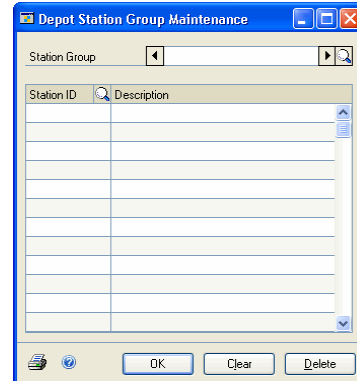 Depot Station Group Maintenance
Station Group
Station ID Description
OK Clear Delete